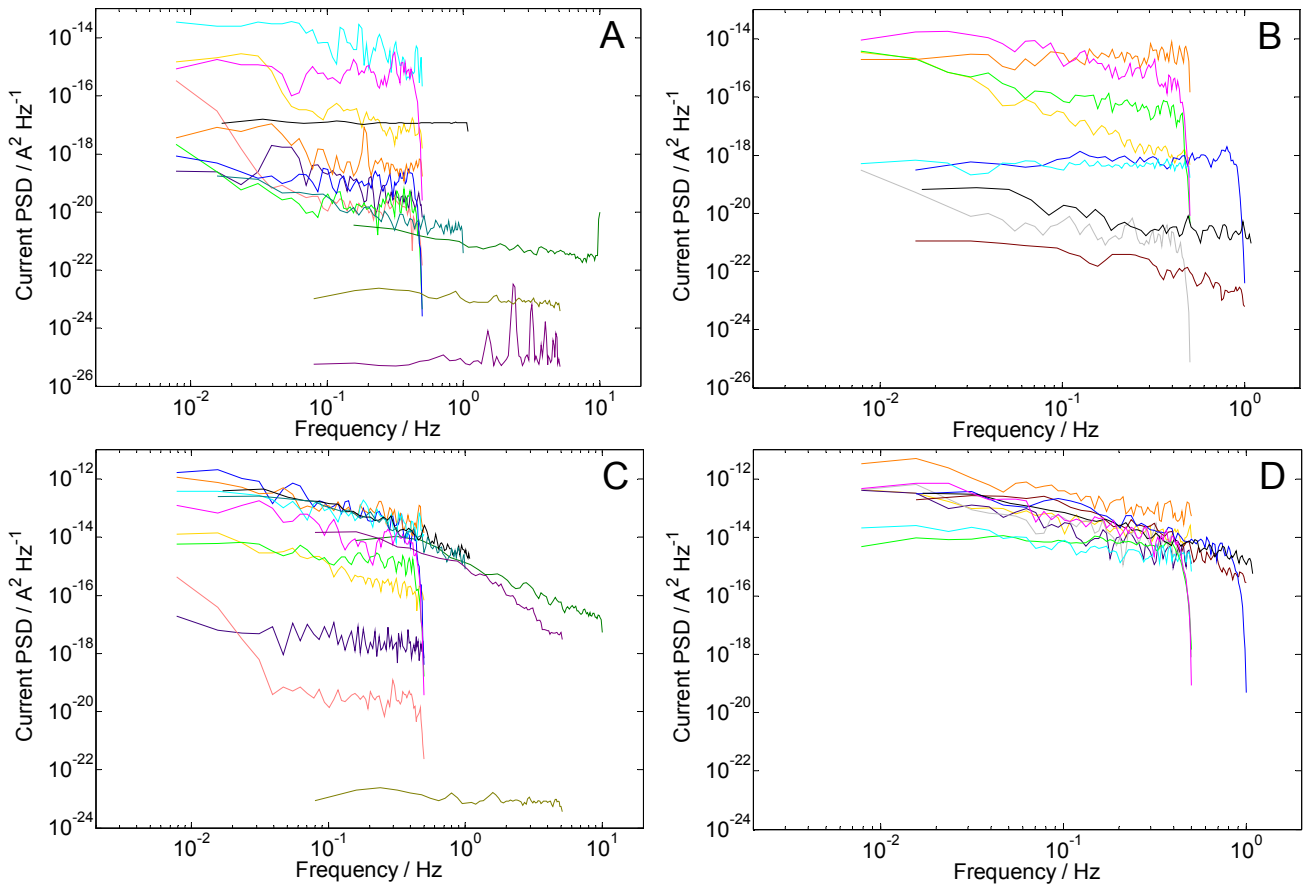 A
Current PSD / A² Hz⁻¹
10⁻¹⁴
10⁻¹⁶
10⁻¹⁸
10⁻²⁰
10⁻²²
10⁻²⁴
10⁻²⁶
10⁻² 10⁻¹ 10⁰ 10¹
Frequency / Hz
B
Current PSD / A² Hz⁻¹
10⁻¹⁴
10⁻¹⁶
10⁻¹⁸
10⁻²⁰
10⁻²²
10⁻²⁴
10⁻²⁶
10⁻² 10⁻¹ 10⁰
Frequency / Hz
C
Current PSD / A² Hz⁻¹
10⁻¹²
10⁻¹⁴
10⁻¹⁶
10⁻¹⁸
10⁻²⁰
10⁻²²
10⁻²⁴
10⁻² 10⁻¹ 10⁰ 10¹
Frequency / Hz
D
Current PSD / A² Hz⁻¹
10⁻¹²
10⁻¹⁴
10⁻¹⁶
10⁻¹⁸
10⁻²⁰
10⁻²²
10⁻²⁴
10⁻² 10⁻¹ 10⁰
Frequency / Hz